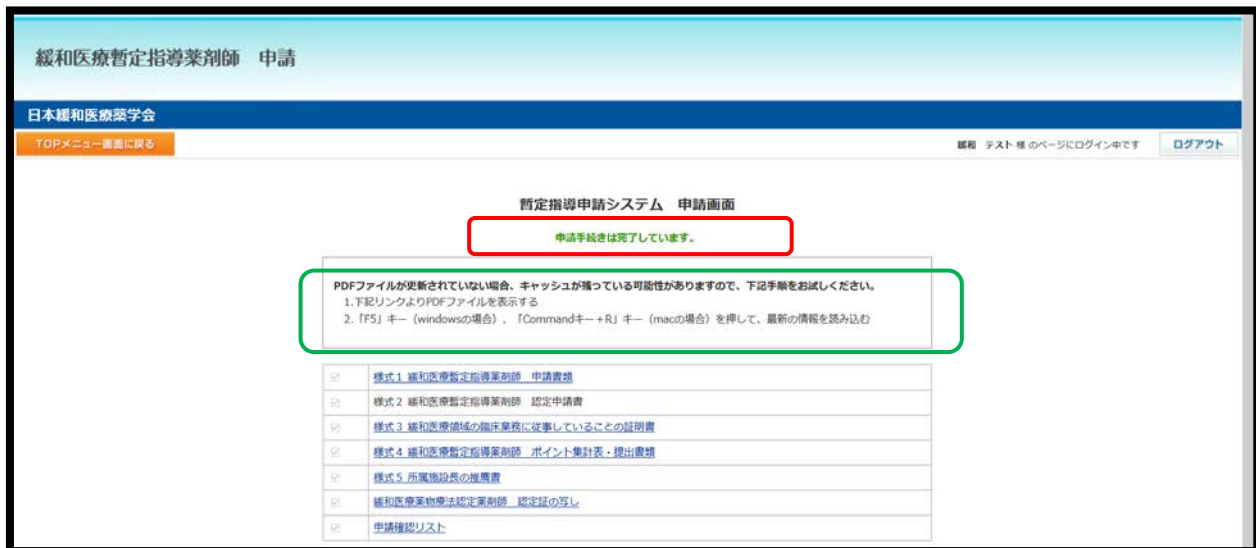 緩和医療暫定指導薬剤師　申請
日本緩和医療薬学会
TOPメニュー画面に戻る
緩和　テスト 様 のページにログイン中です
ログアウト
暫定指導申請システム　申請画面
申請手続きは完了しています。
PDFファイルが更新されていない場合、キャッシュが残っている可能性がありますので、下記手順をお試しください。
1.下記リンクよりPDFファイルを表示する
2.「F5」キー（windowsの場合）、「Commandキー+R」キー（macの場合）を押して、最新の情報を読み込む
様式１ 緩和医療暫定指導薬剤師　申請書類
様式２ 緩和医療暫定指導薬剤師　認定申請書
様式３ 緩和医療領域の臨床業務に従事していることの証明書
様式４ 緩和医療暫定指導薬剤師　ポイント集計表・提出書類
様式５ 所属施設長の推薦書
緩和医療薬物療法認定薬剤師　認定証の写し
申請確認リスト